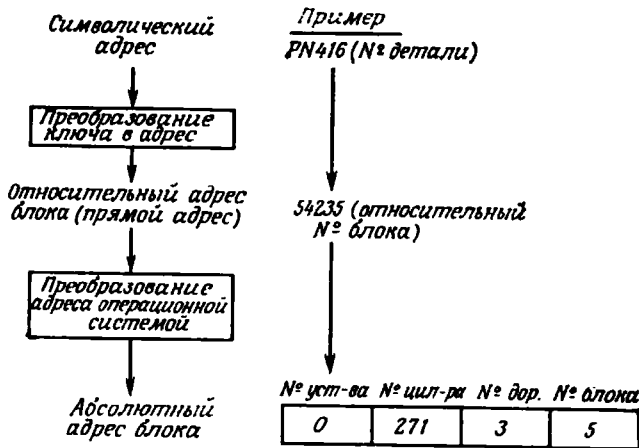 Символический
адрес
Преобразование
ключа в адрес
Относительный адрес
блока (прямой адрес)
Преобразование
адреса операционной
системой
Абсолютный
адрес блока
Пример
PN416 (№ детали)
54235 (относительный
№ блока)
№ уст-ва № цил-ра № дор. № блока
0 271 3 5